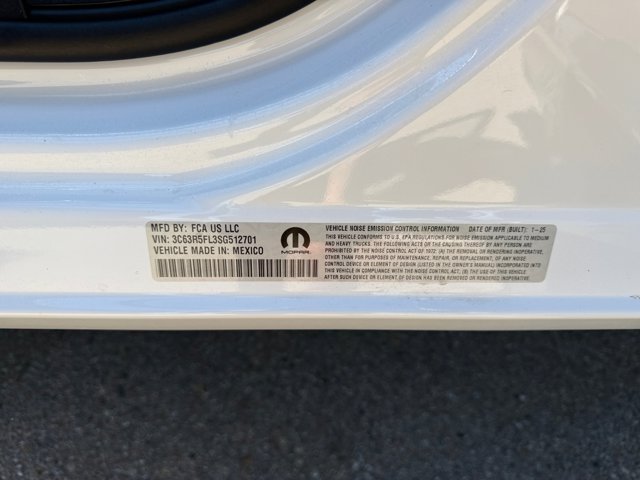 MFD BY: FCA US LLC
VIN: 3C63R5FL3SG512701
VEHICLE MADE IN: MEXICO
MOPAR
VEHICLE NOISE EMISSION CONTROL INFORMATION DATE OF MFR (BUILT): 1-25
THIS VEHICLE CONFORMS TO U.S. EPA REGULATIONS FOR NOISE EMISSION APPLICABLE TO MEDIUM
AND HEAVY TRUCKS. THE FOLLOWING ACTS OR THE CAUSING THEREOF BY ANY PERSON ARE
PROHIBITED BY THE NOISE CONTROL ACT OF 1972: (A) THE REMOVAL OR RENDERING INOPERATIVE,
OTHER THAN FOR PURPOSES OF MAINTENANCE, REPAIR, OR REPLACEMENT, OF ANY NOISE
CONTROL DEVICE OR ELEMENT OF DESIGN (LISTED IN THE OWNER'S MANUAL) INCORPORATED INTO
THIS VEHICLE IN COMPLIANCE WITH THE NOISE CONTROL ACT, (B) THE USE OF THIS VEHICLE
AFTER SUCH DEVICE OR ELEMENT OF DESIGN HAS BEEN REMOVED OR RENDERED INOPERATIVE.